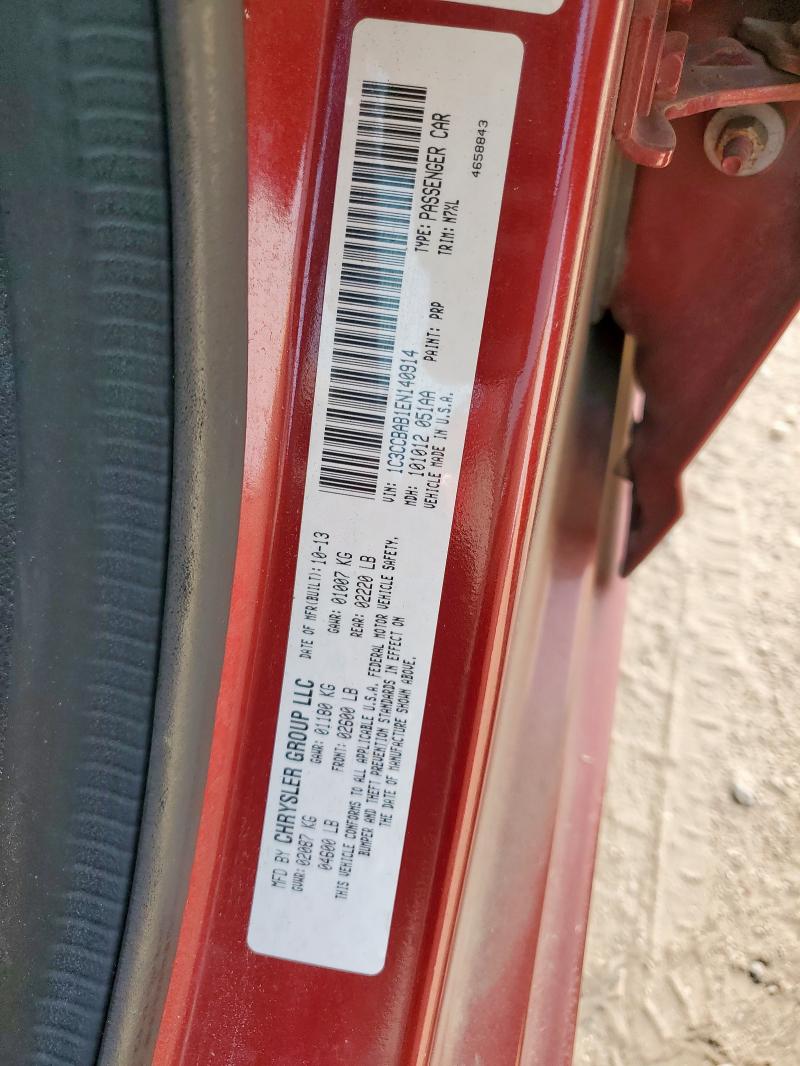 MFD BY CHRYSLER GROUP LLC
DATE OF MFR(BUILT): 10-13
GVWR: 02087 KG
GAWR: 01180 KG
GAWR: 01007 KG
04600 LB
FRONT: 02600 LB
REAR: 02220 LB
THIS VEHICLE CONFORMS TO ALL APPLICABLE U.S.A. FEDERAL MOTOR VEHICLE SAFETY,
BUMPER AND THEFT PREVENTION STANDARDS IN EFFECT ON
THE DATE OF MANUFACTURE SHOWN ABOVE.
VIN: 1C3CCBAB1EN140914
TYPE: PASSENGER CAR
MDH: 101012 051AA
PAINT: PRP
TRIM: M7XL
VEHICLE MADE IN U.S.A.
4658843